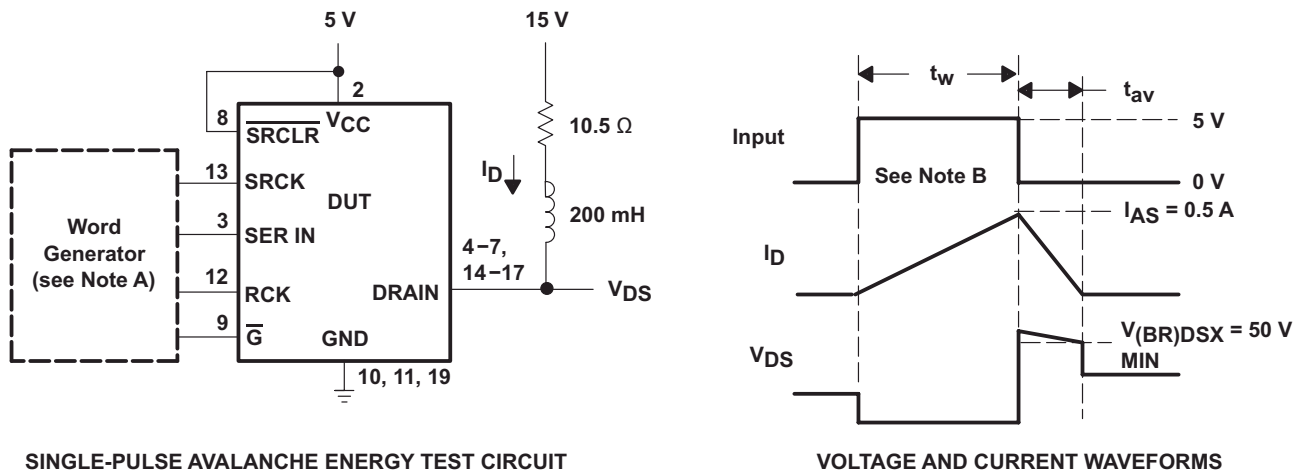 5 V
15 V
2
8
VCC
SRCLR
10.5 Ω
13
SRCK
ID
DUT
Word
Generator
(see Note A)
3
SER IN
200 mH
4–7,
14–17
12
RCK
DRAIN
VDS
9
G
GND
10, 11, 19
SINGLE-PULSE AVALANCHE ENERGY TEST CIRCUIT
tw
tav
Input
5 V
See Note B
0 V
IAS = 0.5 A
ID
V(BR)DSX = 50 V
MIN
VDS
VOLTAGE AND CURRENT WAVEFORMS